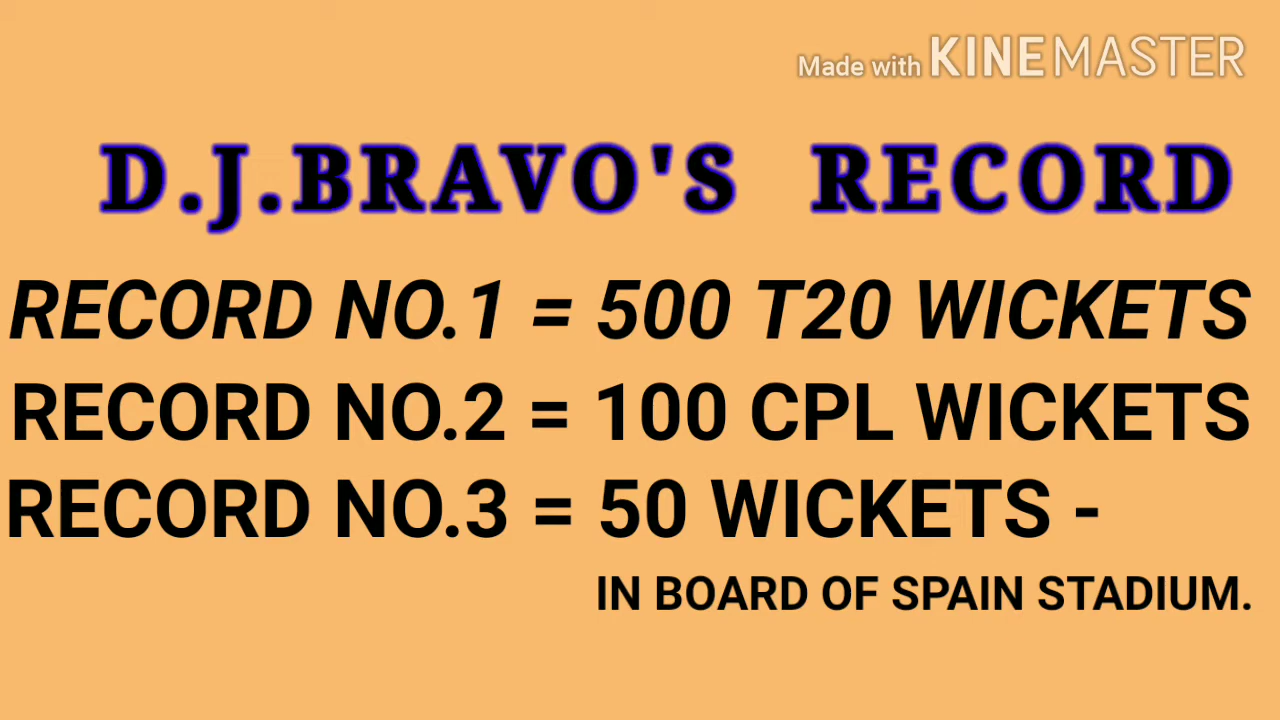 Made with KINEMASTER
D.J.BRAVO'S RECORD
RECORD NO.1 = 500 T20 WICKETS
RECORD NO.2 = 100 CPL WICKETS
RECORD NO.3 = 50 WICKETS -
IN BOARD OF SPAIN STADIUM.